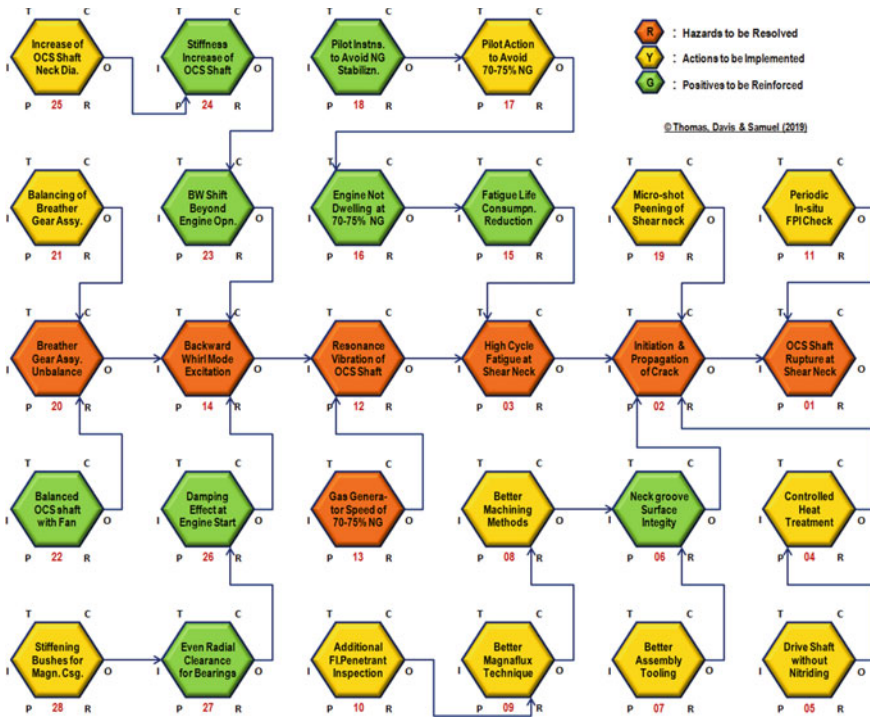 T C
Increase of
OCS Shaft
Neck Dia.
I O
P R
25
T C
Stiffness
Increase of
OCS Shaft
I O
P R
24
T C
Pilot Instns.
to Avoid NG
Stabilizn.
I O
P R
18
T C
Pilot Action
to Avoid
70-75% NG
I O
P R
17
R : Hazards to be Resolved
Y : Actions to be Implemented
G : Positives to be Reinforced
© Thomas, Davis & Samuel (2019)
T C
Balancing of
Breather
Gear Assy.
I O
P R
21
T C
BW Shift
Beyond
Engine Opn.
I O
P R
23
T C
Engine Not
Dwelling at
70-75% NG
I O
P R
16
T C
Fatigue Life
Consumpn.
Reduction
I O
P R
15
T C
Micro-shot
Peening of
Shear neck
I O
P R
19
T C
Periodic
In-situ
FPI Check
I O
P R
11
T C
Breather
Gear Assy.
Unbalance
I O
P R
20
T C
Backward
Whirl Mode
Excitation
I O
P R
14
T C
Resonance
Vibration of
OCS Shaft
I O
P R
12
T C
High Cycle
Fatigue at
Shear Neck
I O
P R
03
T C
Initiation &
Propagation
of Crack
I O
P R
02
T C
OCS Shaft
Rupture at
Shear Neck
I O
P R
01
T C
Balanced
OCS shaft
with Fan
I O
P R
22
T C
Damping
Effect at
Engine Start
I O
P R
26
T C
Gas Genera-
tor Speed of
70-75% NG
I O
P R
13
T C
Better
Machining
Methods
I O
P R
08
T C
Neck groove
Surface
Integity
I O
P R
06
T C
Controlled
Heat
Treatment
I O
P R
04
T C
Stiffening
Bushes for
Magn. Csg.
I O
P R
28
T C
Even Radial
Clearance
for Bearings
I O
P R
27
T C
Additional
Fl.Penetrant
Inspection
I O
P R
10
T C
Better
Magnaflux
Technique
I O
P R
09
T C
Better
Assembly
Tooling
I O
P R
07
T C
Drive Shaft
without
Nitriding
I O
P R
05